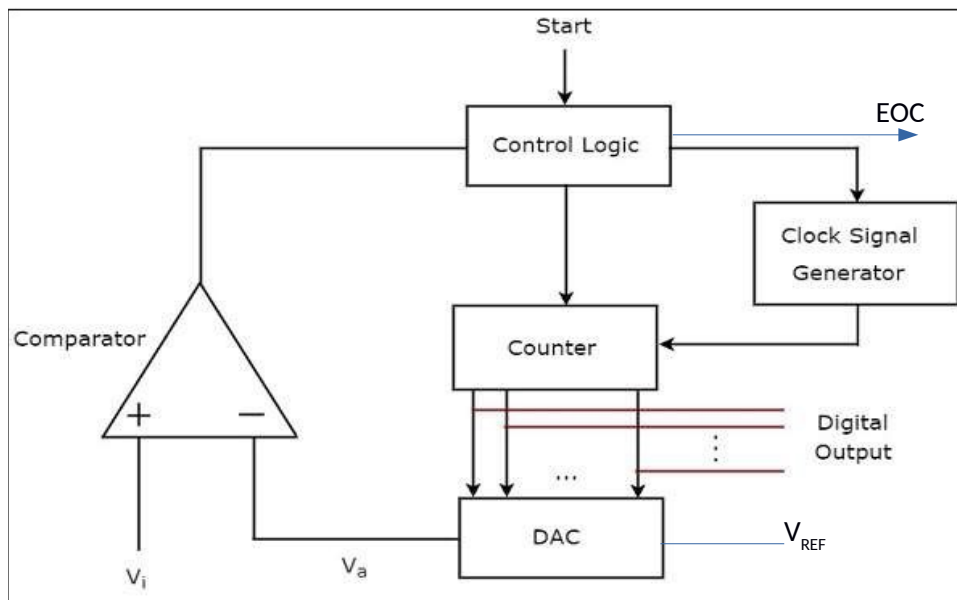 Start
EOC
Control Logic
Clock Signal
Generator
Comparator
Counter
+
−
Digital
Output
⋮
...
DAC
V_REF
V_a
V_i